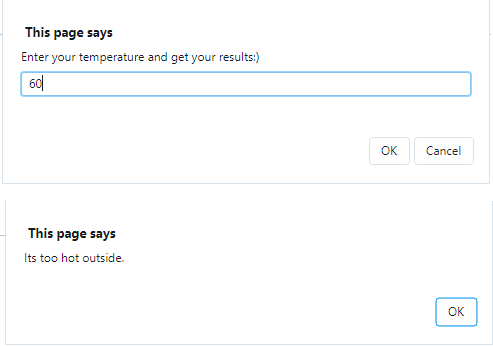 This page says
Enter your temperature and get your results:)
60
OK Cancel
This page says
Its too hot outside.
OK